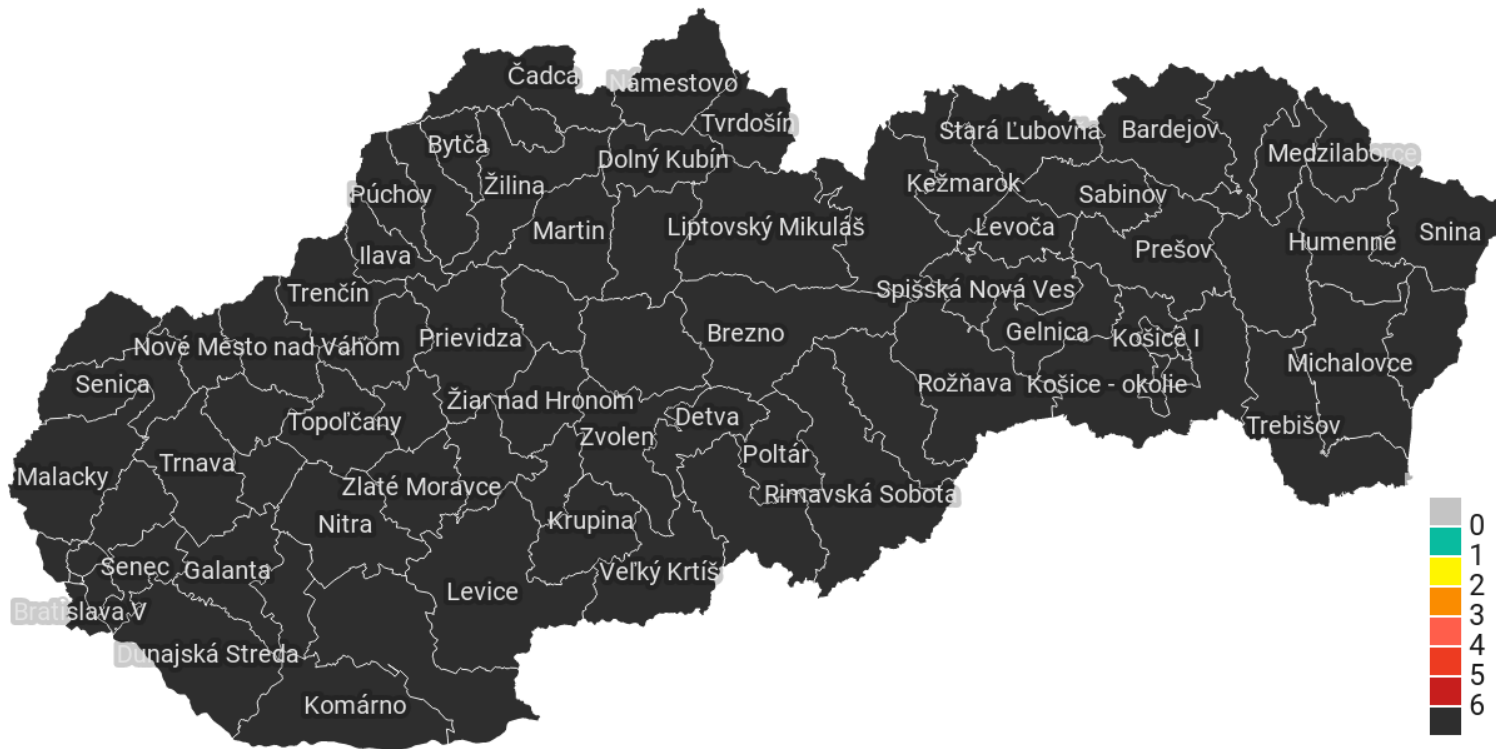 Čadca
Námestovo
Tvrdošín
Stará Ľubovňa
Bardejov
Bytča
Dolný Kubín
Medzilaborce
Púchov
Žilina
Kežmarok
Sabinov
Martin
Liptovský Mikuláš
Levoča
Ilava
Prešov
Humenné
Snina
Trenčín
Spišská Nová Ves
Nové Mesto nad Váhom
Prievidza
Brezno
Gelnica
Košice I
Senica
Michalovce
Rožňava
Košice - okolie
Žiar nad Hronom
Topoľčany
Detva
Trebišov
Zvolen
Poltár
Trnava
Malacky
Zlaté Moravce
Rimavská Sobota
Nitra
Krupina
Senec
Galanta
Veľký Krtíš
Levice
Bratislava V
Dunajská Streda
Komárno
0
1
2
3
4
5
6